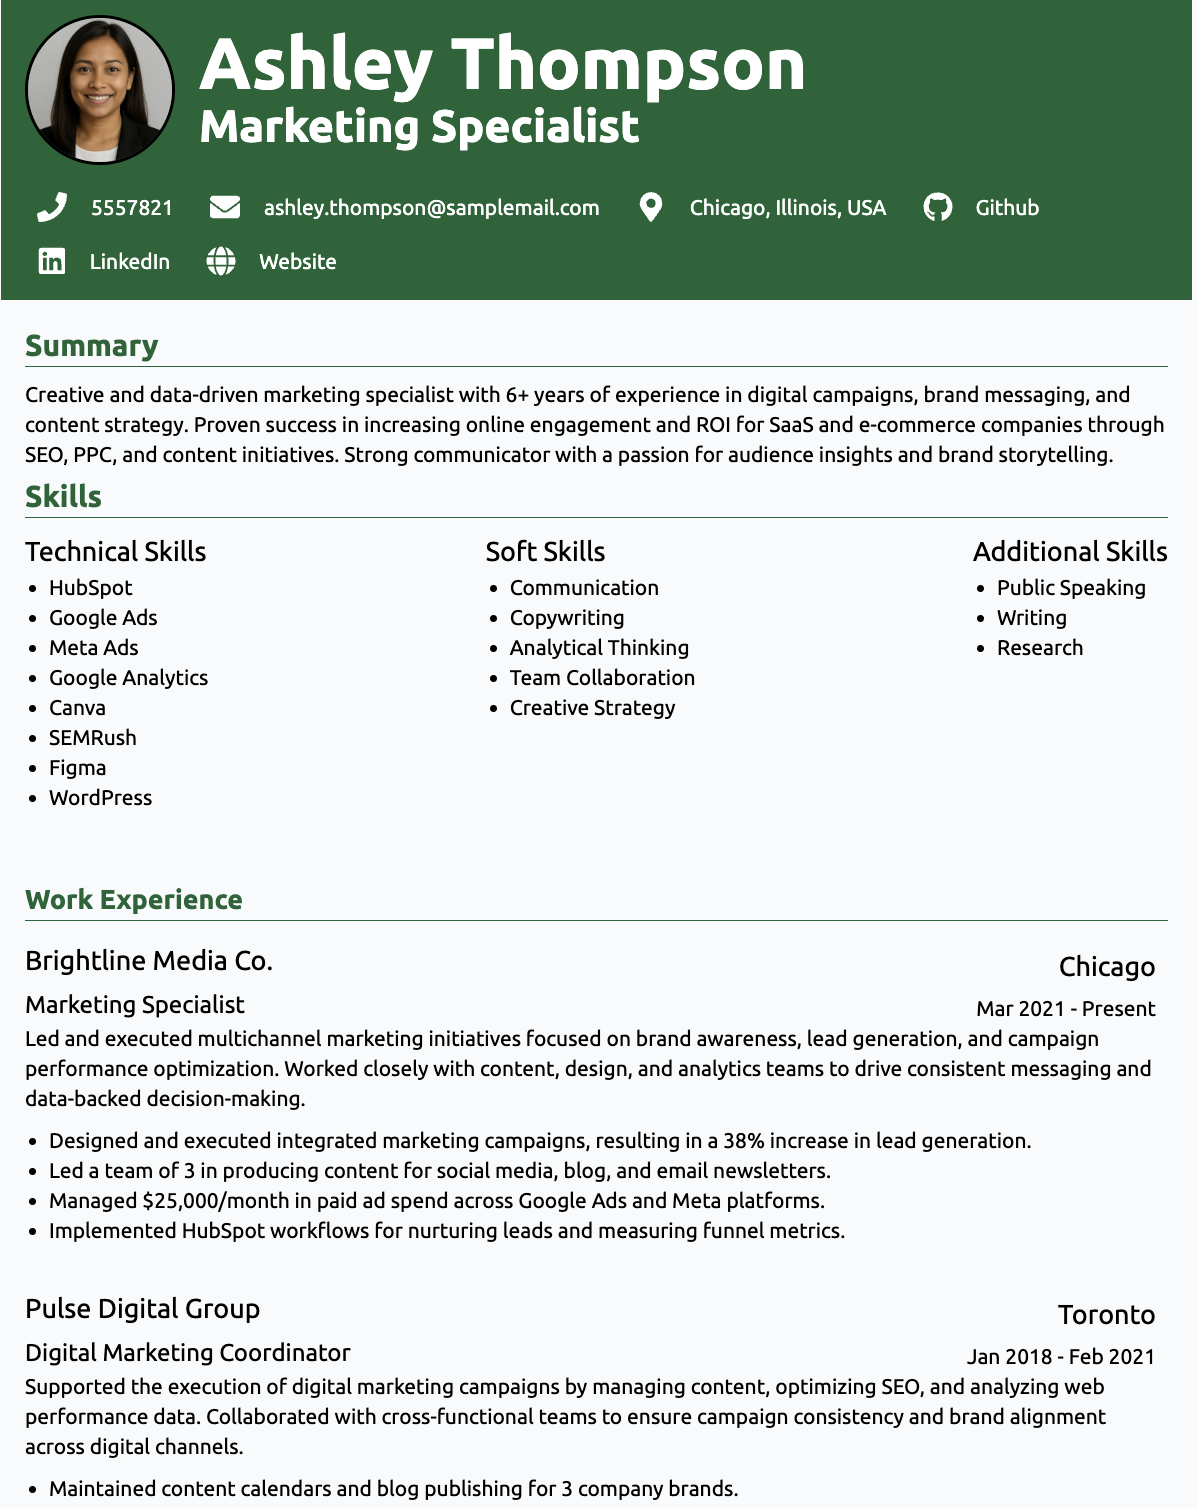 Ashley Thompson
Marketing Specialist
5557821 ashley.thompson@samplemail.com Chicago, Illinois, USA Github
LinkedIn Website
Summary
Creative and data-driven marketing specialist with 6+ years of experience in digital campaigns, brand messaging, and
content strategy. Proven success in increasing online engagement and ROI for SaaS and e-commerce companies through
SEO, PPC, and content initiatives. Strong communicator with a passion for audience insights and brand storytelling.
Skills
Technical Skills
HubSpot
Google Ads
Meta Ads
Google Analytics
Canva
SEMRush
Figma
WordPress
Soft Skills
Communication
Copywriting
Analytical Thinking
Team Collaboration
Creative Strategy
Additional Skills
Public Speaking
Writing
Research
Work Experience
Brightline Media Co. Chicago
Marketing Specialist Mar 2021 - Present
Led and executed multichannel marketing initiatives focused on brand awareness, lead generation, and campaign
performance optimization. Worked closely with content, design, and analytics teams to drive consistent messaging and
data-backed decision-making.
• Designed and executed integrated marketing campaigns, resulting in a 38% increase in lead generation.
• Led a team of 3 in producing content for social media, blog, and email newsletters.
• Managed $25,000/month in paid ad spend across Google Ads and Meta platforms.
• Implemented HubSpot workflows for nurturing leads and measuring funnel metrics.
Pulse Digital Group Toronto
Digital Marketing Coordinator Jan 2018 - Feb 2021
Supported the execution of digital marketing campaigns by managing content, optimizing SEO, and analyzing web
performance data. Collaborated with cross-functional teams to ensure campaign consistency and brand alignment
across digital channels.
• Maintained content calendars and blog publishing for 3 company brands.